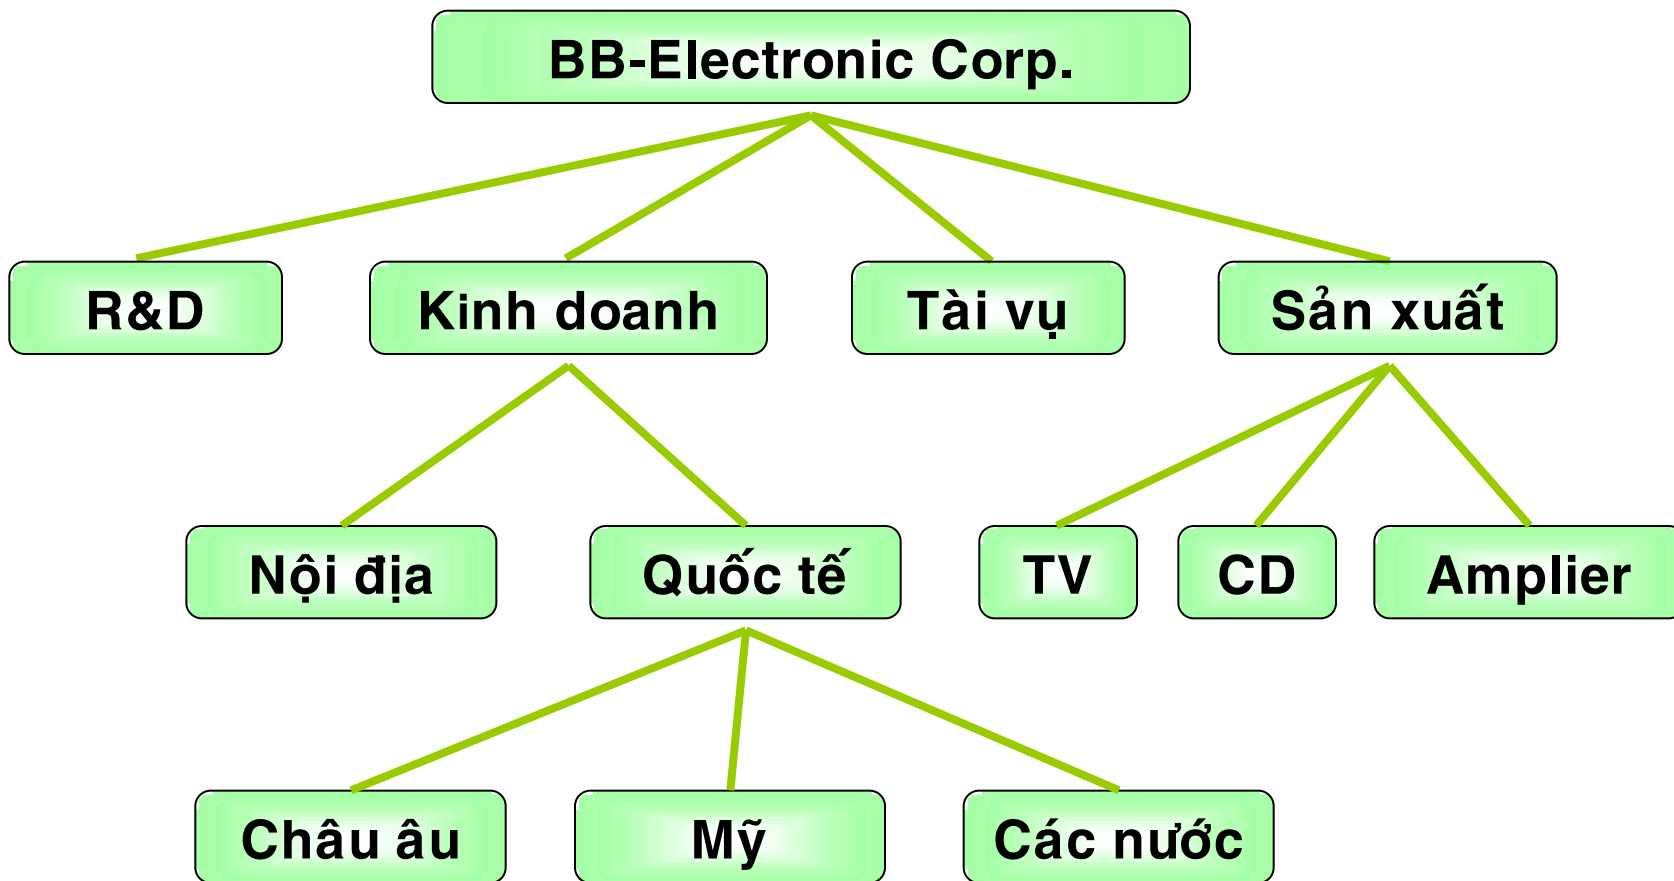 BB-Electronic Corp.
R&D
Kinh doanh
Tài vụ
Sản xuất
Nội địa
Quốc tế
TV
CD
Amplier
Châu âu
Mỹ
Các nước